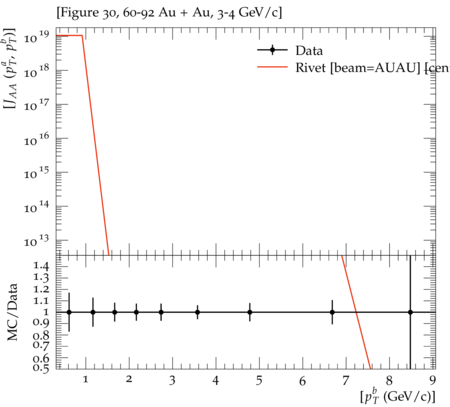 [Figure 30, 60-92 Au + Au, 3-4 GeV/c]
[J_AA (p_T^a, p_T^b)]
10^19
10^18
10^17
10^16
10^15
10^14
10^13
Data
Rivet [beam=AUAU] [cen
MC/Data
1.4
1.3
1.2
1.1
1
0.9
0.8
0.7
0.6
0.5
1 2 3 4 5 6 7 8 9
[p_T^b (GeV/c)]